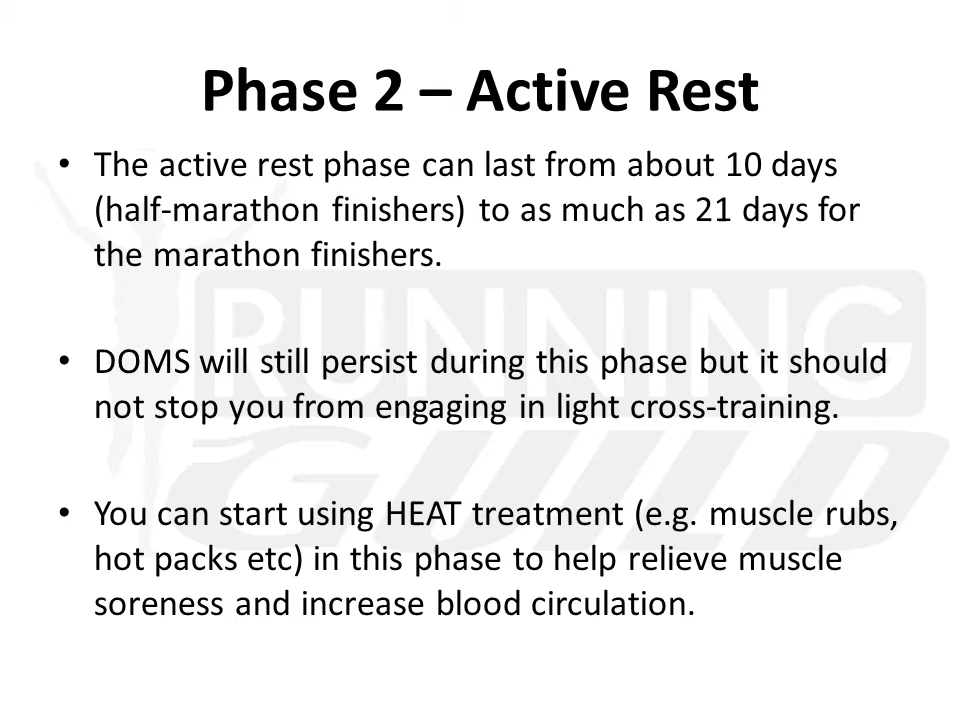 Phase 2 – Active Rest
• The active rest phase can last from about 10 days
(half-marathon finishers) to as much as 21 days for
the marathon finishers.
RUNNING
• DOMS will still persist during this phase but it should
not stop you from engaging in light cross-training.
GUILD
• You can start using HEAT treatment (e.g. muscle rubs,
hot packs etc) in this phase to help relieve muscle
soreness and increase blood circulation.